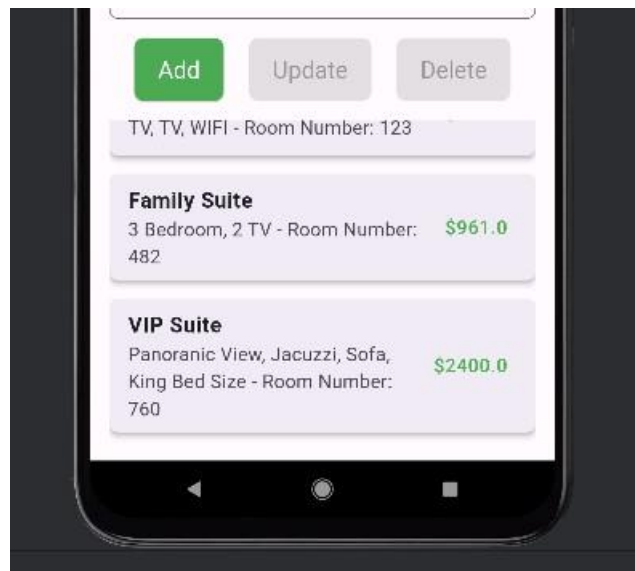 Add Update Delete
TV, TV, WIFI - Room Number: 123
Family Suite
3 Bedroom, 2 TV - Room Number:
482
$961.0
VIP Suite
Panoranic View, Jacuzzi, Sofa,
King Bed Size - Room Number:
760
$2400.0